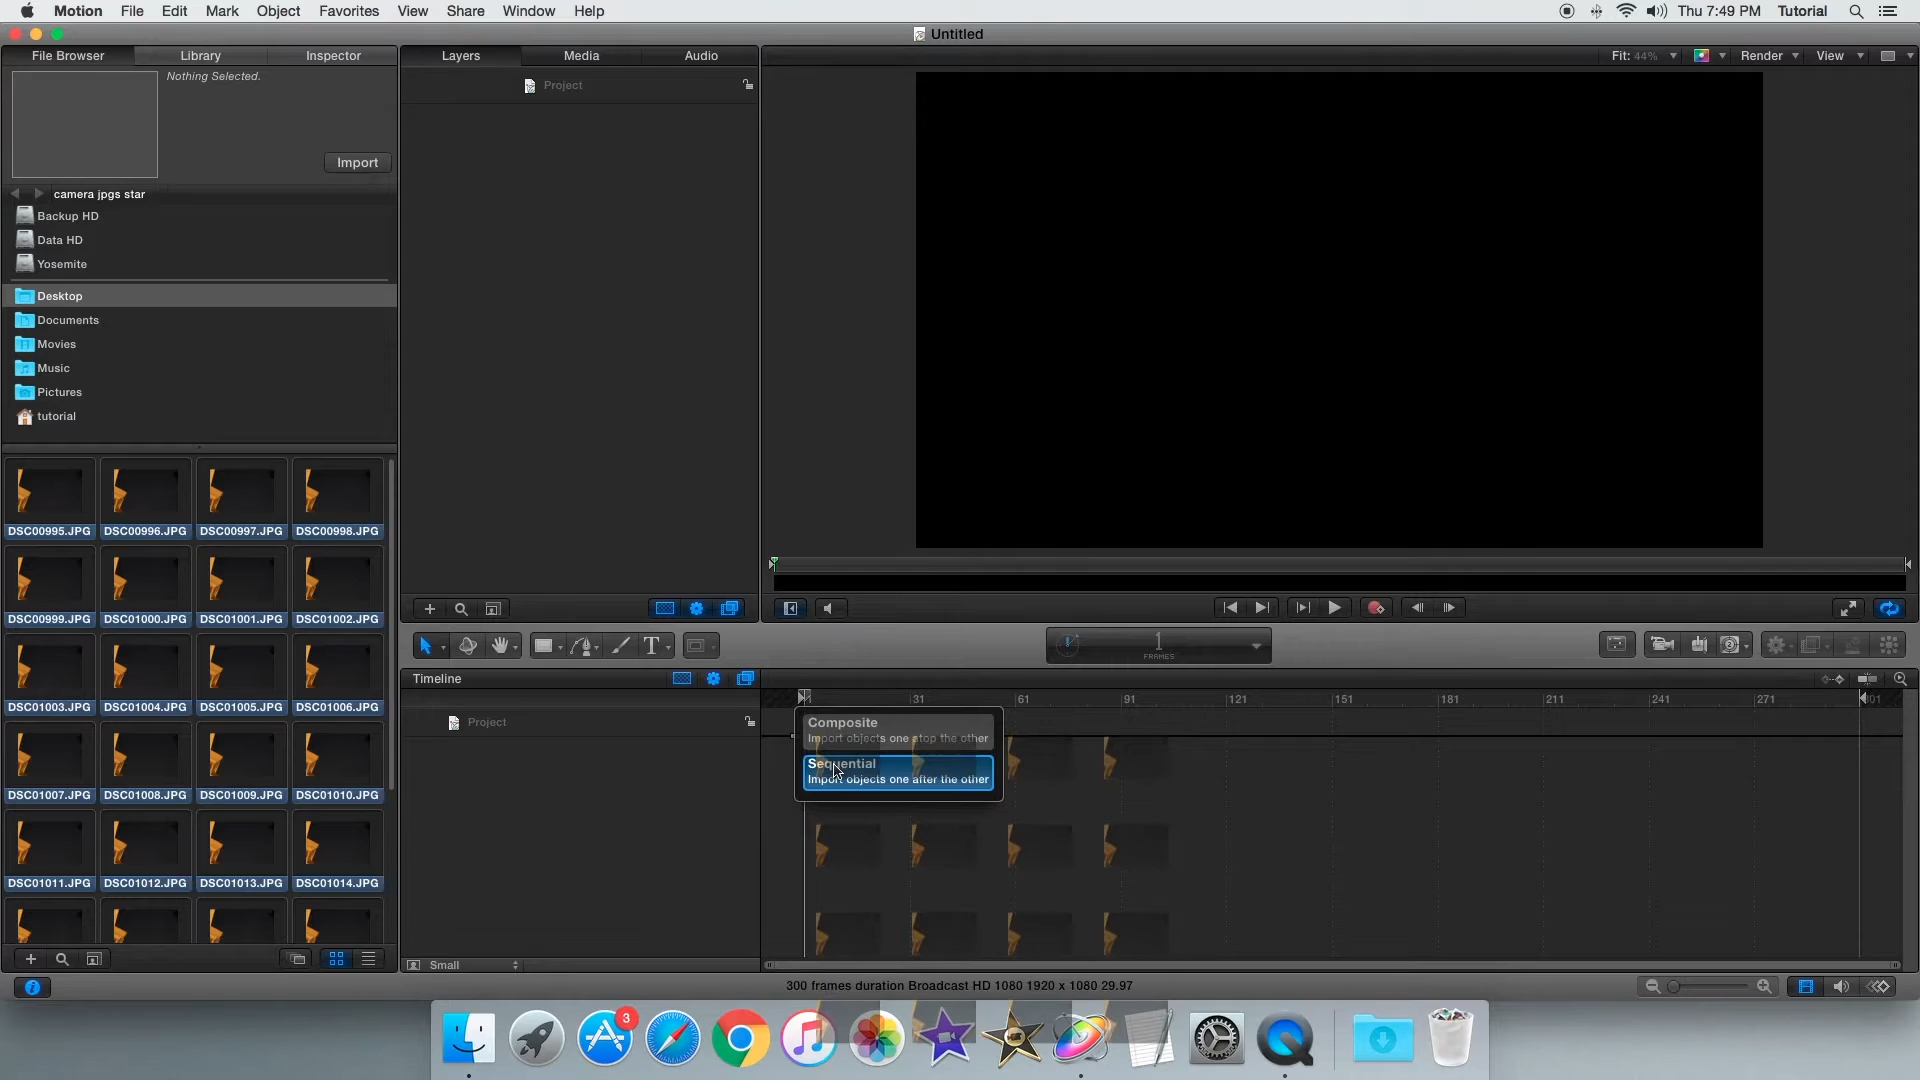 Motion File Edit Mark Object Favorites View Share Window Help
Thu 7:49 PM Tutorial
Untitled
File Browser Library Inspector
Layers Media Audio
Fit: 44% Render View
Nothing Selected.
Project
Import
camera jpgs star
Backup HD
Data HD
Yosemite
Desktop
Documents
Movies
Music
Pictures
tutorial
DSC00995.JPG DSC00996.JPG DSC00997.JPG DSC00998.JPG
DSC00999.JPG DSC01000.JPG DSC01001.JPG DSC01002.JPG
DSC01003.JPG DSC01004.JPG DSC01005.JPG DSC01006.JPG
DSC01007.JPG DSC01008.JPG DSC01009.JPG DSC01010.JPG
DSC01011.JPG DSC01012.JPG DSC01013.JPG DSC01014.JPG
T
1
FRAMES
Timeline
31 61 91 121 151 181 211 241 271 301
Project
Composite
Import objects one atop the other
Sequential
Import objects one after the other
Small
300 frames duration Broadcast HD 1080 1920 x 1080 29.97
3